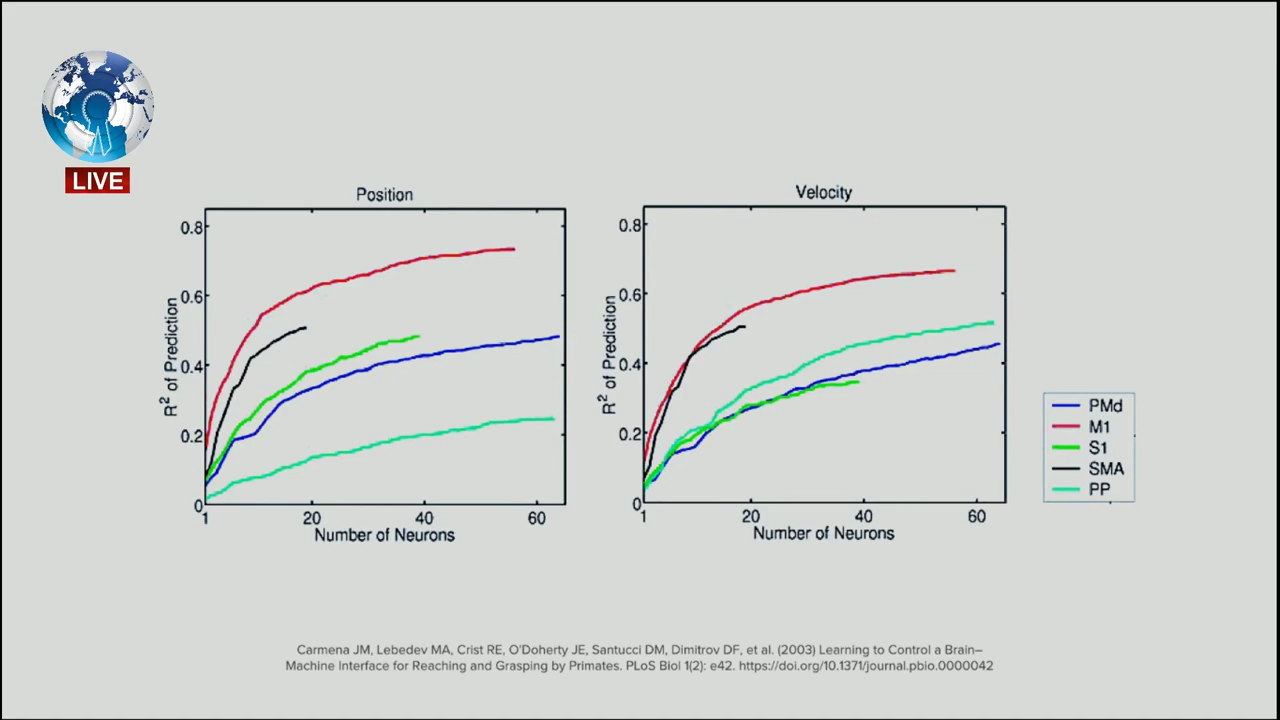 LIVE
Position
R² of Prediction
0.8
0.6
0.4
0.2
0
1 20 40 60
Number of Neurons
Velocity
R² of Prediction
0.8
0.6
0.4
0.2
0
1 20 40 60
Number of Neurons
PMd
M1
S1
SMA
PP
Carmena JM, Lebedev MA, Crist RE, O'Doherty JE, Santucci DM, Dimitrov DF, et al. (2003) Learning to Control a Brain–
Machine Interface for Reaching and Grasping by Primates. PLoS Biol 1(2): e42. https://doi.org/10.1371/journal.pbio.0000042